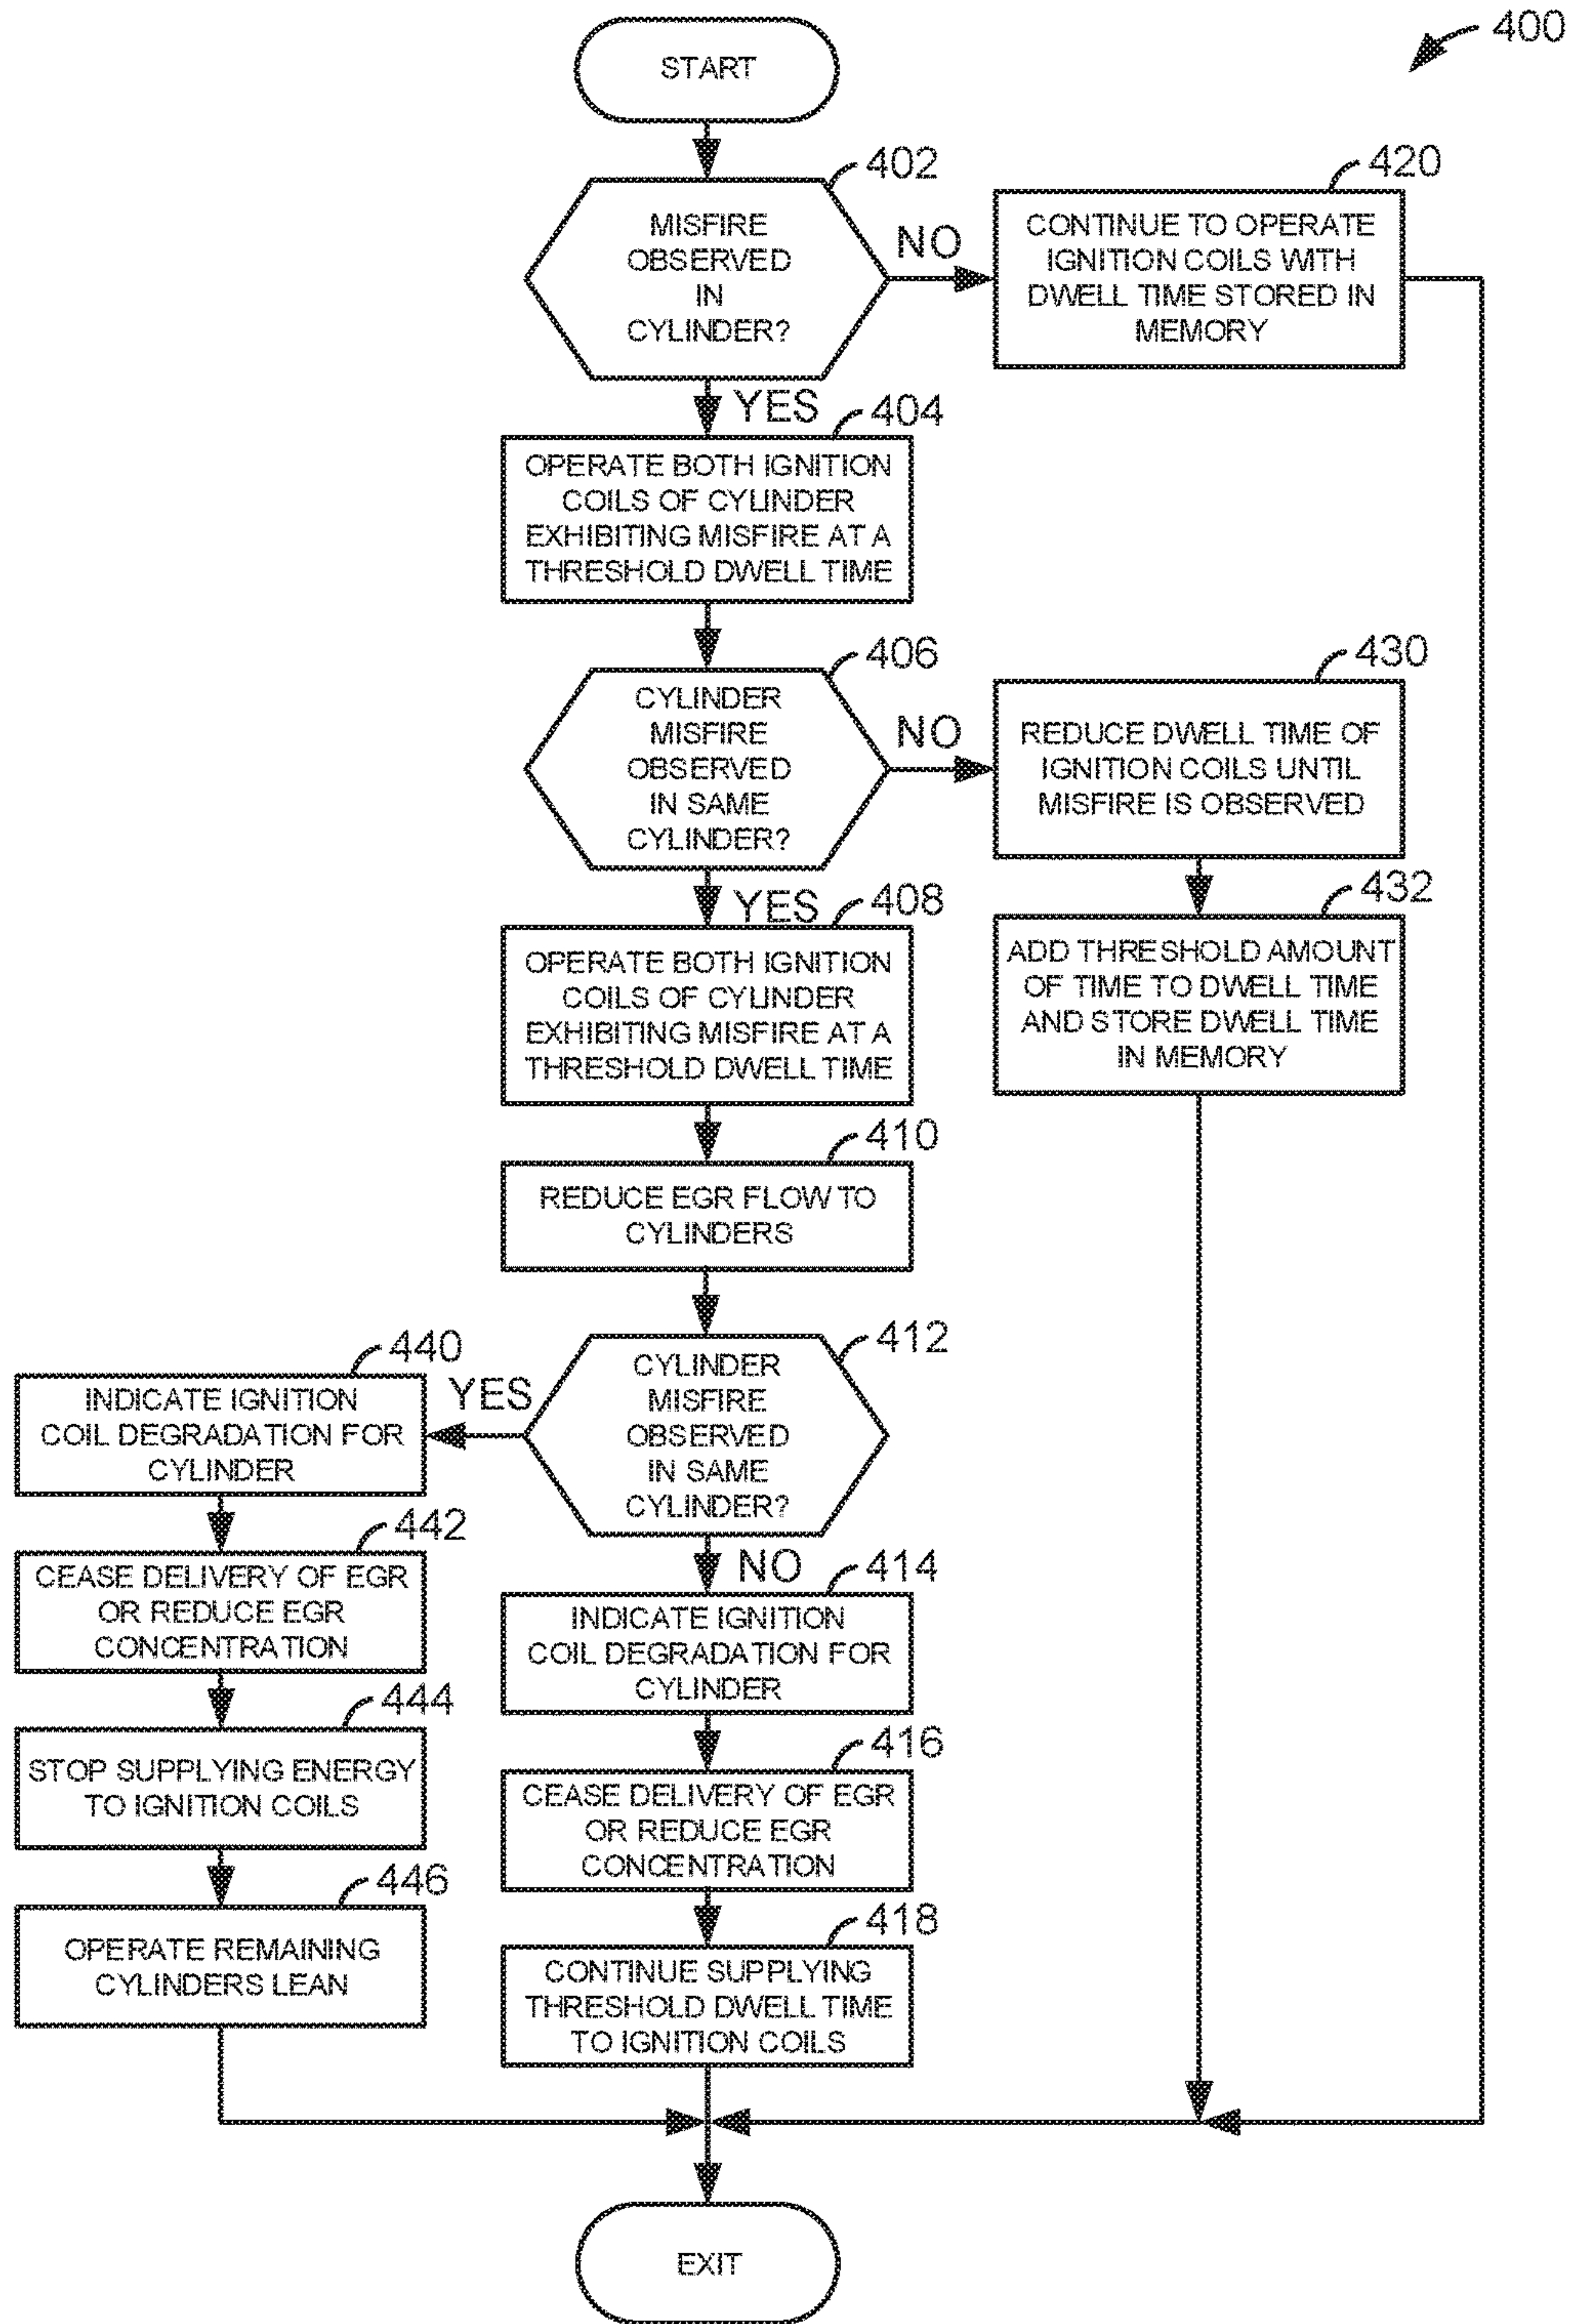 400
START
402
MISFIRE
OBSERVED
IN
CYLINDER?
NO
420
CONTINUE TO OPERATE
IGNITION COILS WITH
DWELL TIME STORED IN
MEMORY
YES
404
OPERATE BOTH IGNITION
COILS OF CYLINDER
EXHIBITING MISFIRE AT A
THRESHOLD DWELL TIME
406
CYLINDER
MISFIRE
OBSERVED
IN SAME
CYLINDER?
NO
430
REDUCE DWELL TIME OF
IGNITION COILS UNTIL
MISFIRE IS OBSERVED
432
ADD THRESHOLD AMOUNT
OF TIME TO DWELL TIME
AND STORE DWELL TIME
IN MEMORY
YES
408
OPERATE BOTH IGNITION
COILS OF CYLINDER
EXHIBITING MISFIRE AT A
THRESHOLD DWELL TIME
410
REDUCE EGR FLOW TO
CYLINDERS
412
CYLINDER
MISFIRE
OBSERVED
IN SAME
CYLINDER?
YES
440
INDICATE IGNITION
COIL DEGRADATION FOR
CYLINDER
442
CEASE DELIVERY OF EGR
OR REDUCE EGR
CONCENTRATION
444
STOP SUPPLYING ENERGY
TO IGNITION COILS
446
OPERATE REMAINING
CYLINDERS LEAN
NO
414
INDICATE IGNITION
COIL DEGRADATION FOR
CYLINDER
416
CEASE DELIVERY OF EGR
OR REDUCE EGR
CONCENTRATION
418
CONTINUE SUPPLYING
THRESHOLD DWELL TIME
TO IGNITION COILS
EXIT